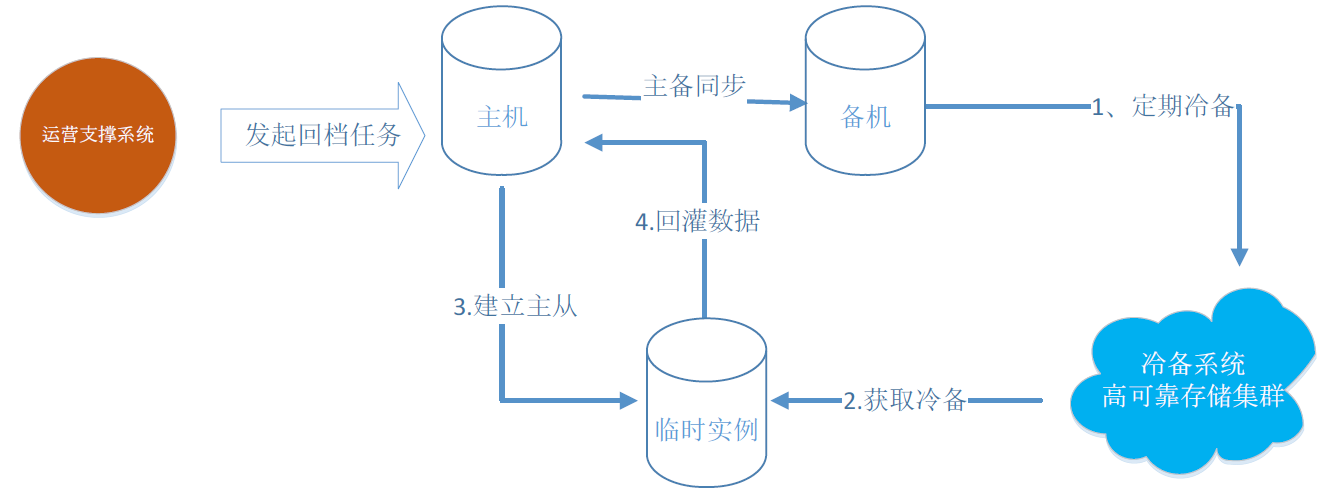 运营支撑系统
发起回档任务
主机
主备同步
备机
1、定期冷备
4.回灌数据
3.建立主从
临时实例
2.获取冷备
冷备系统
高可靠存储集群